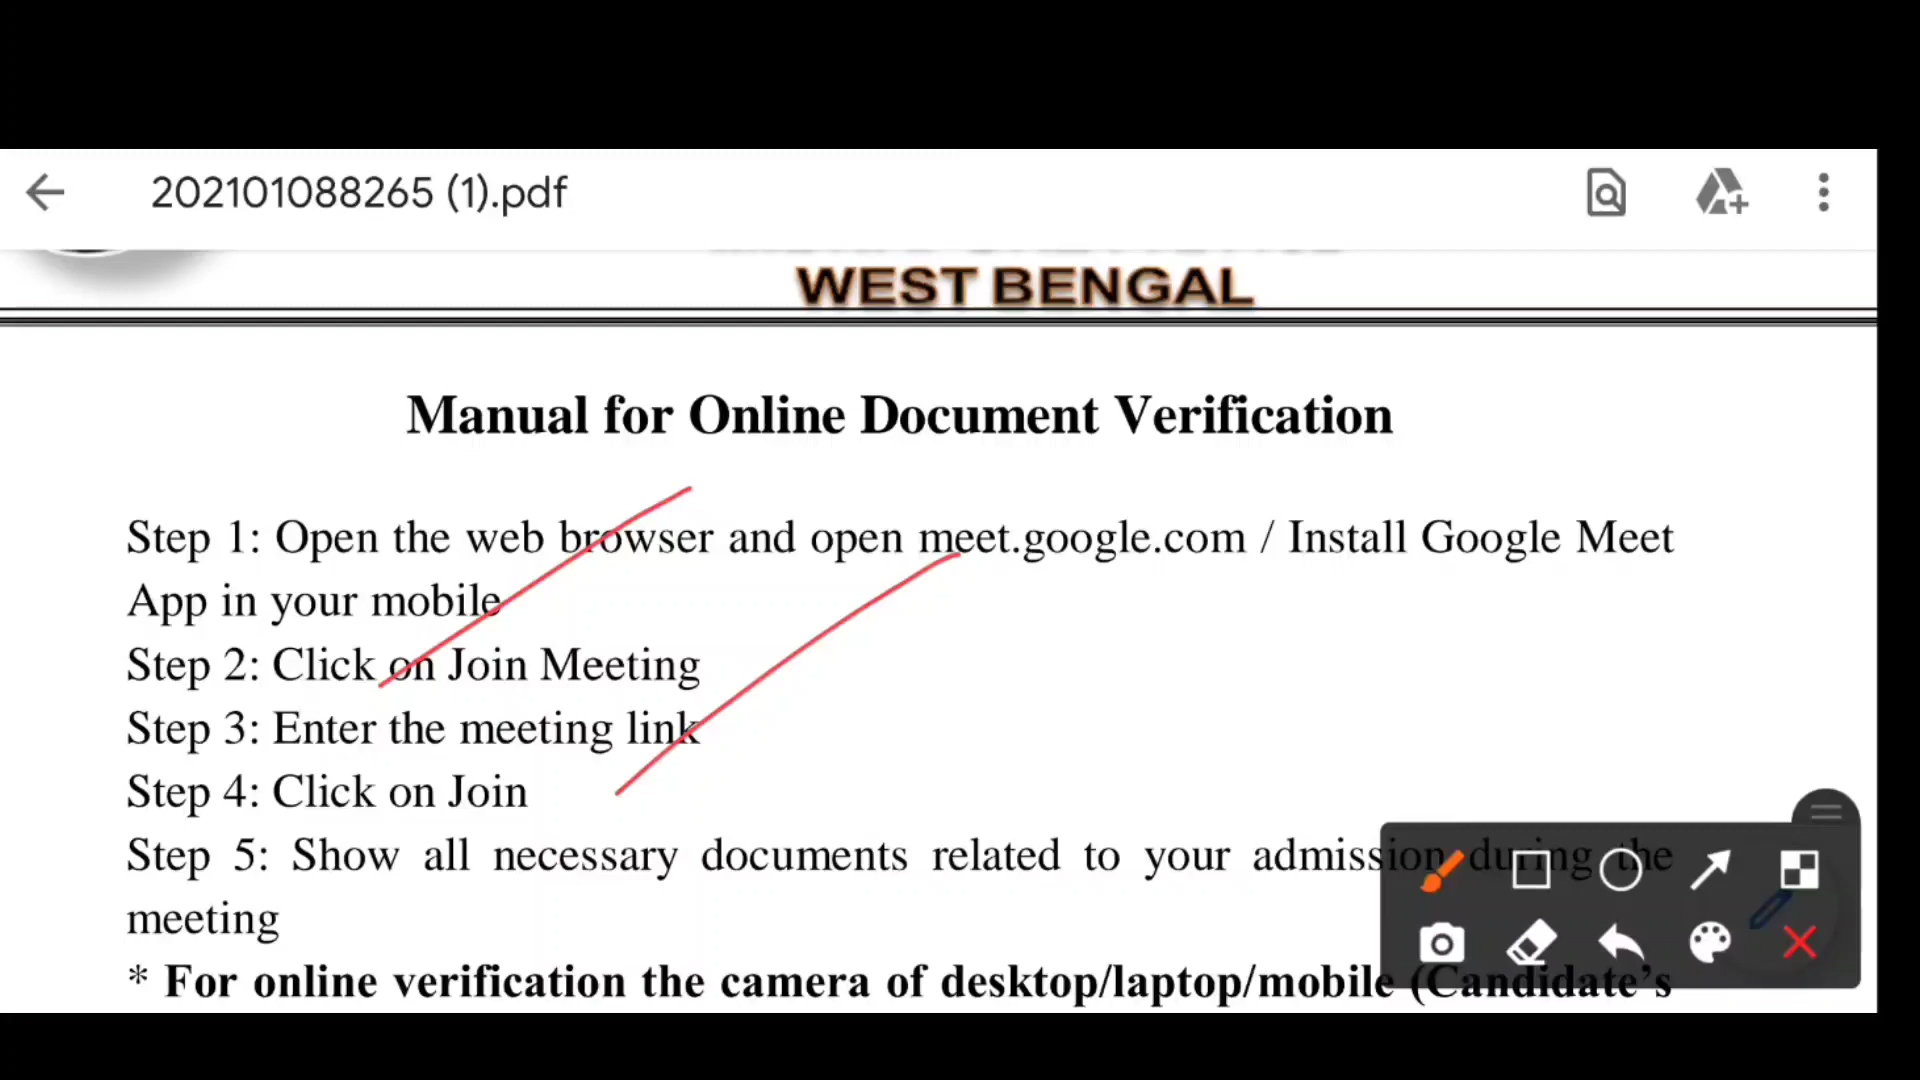 202101088265 (1).pdf
WEST BENGAL
Manual for Online Document Verification
Step 1: Open the web browser and open meet.google.com / Install Google Meet
App in your mobile
Step 2: Click on Join Meeting
Step 3: Enter the meeting link
Step 4: Click on Join
Step 5: Show all necessary documents related to your admission during the
meeting
* For online verification the camera of desktop/laptop/mobile (Candidate's